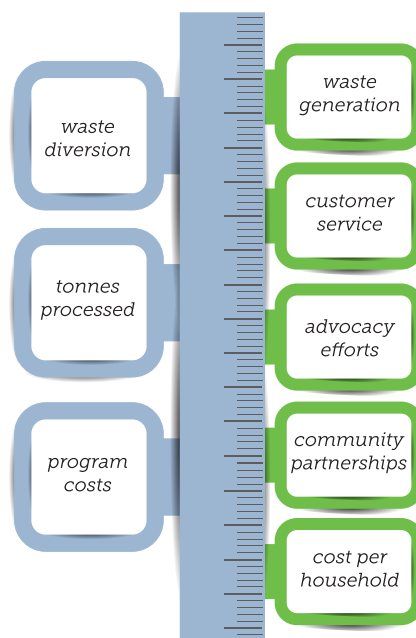 waste
diversion
tonnes
processed
program
costs
waste
generation
customer
service
advocacy
efforts
community
partnerships
cost per
household